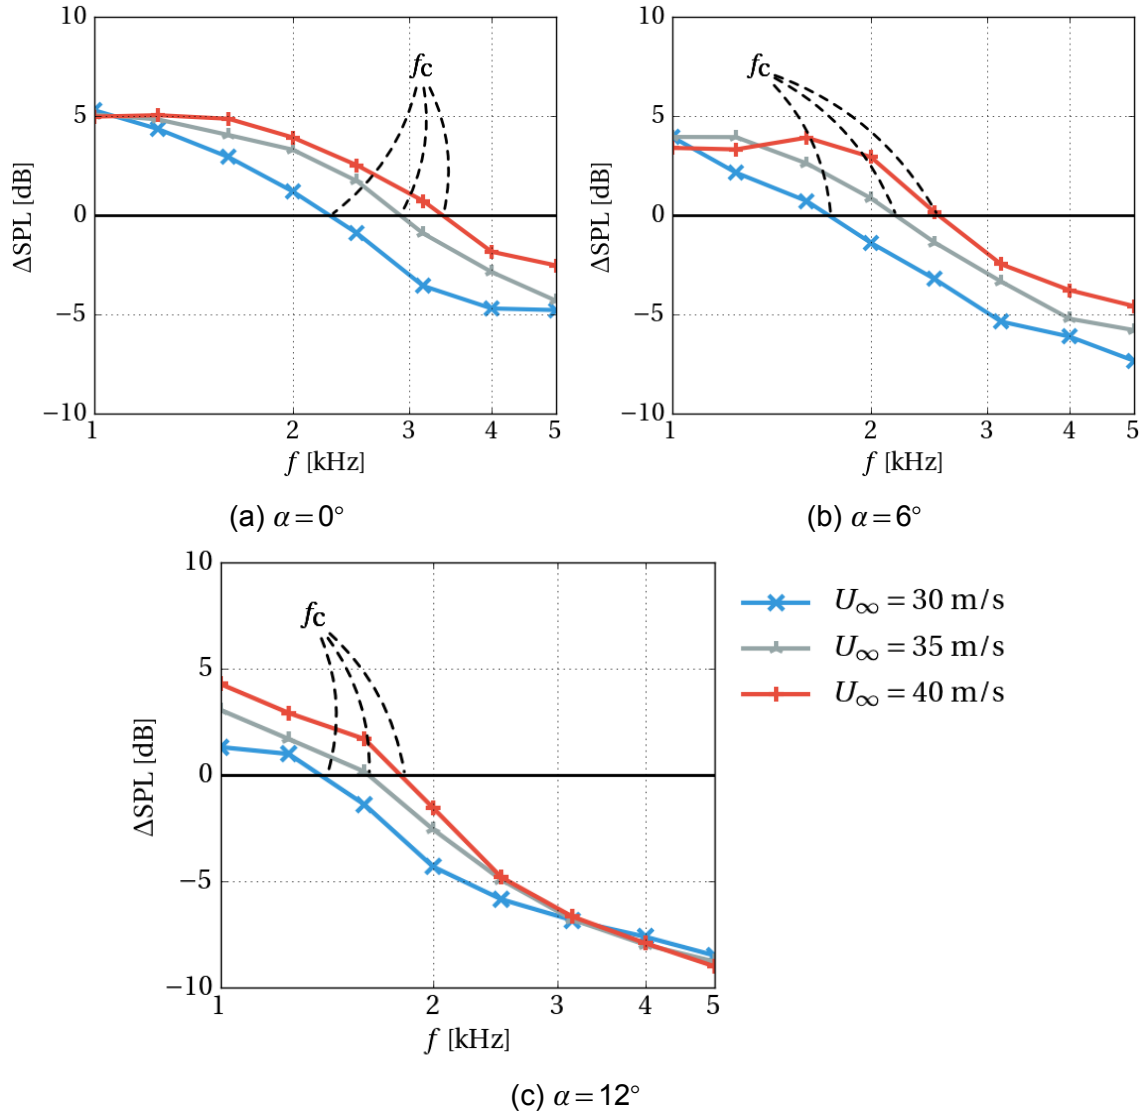 10
5
0
−5
−10
ΔSPL [dB]
fc
1 2 3 4 5
f [kHz]
(a) α=0°
10
5
0
−5
−10
ΔSPL [dB]
fc
1 2 3 4 5
f [kHz]
(b) α=6°
10
5
0
−5
−10
ΔSPL [dB]
fc
1 2 3 4 5
f [kHz]
U∞ = 30 m/s
U∞ = 35 m/s
U∞ = 40 m/s
(c) α=12°